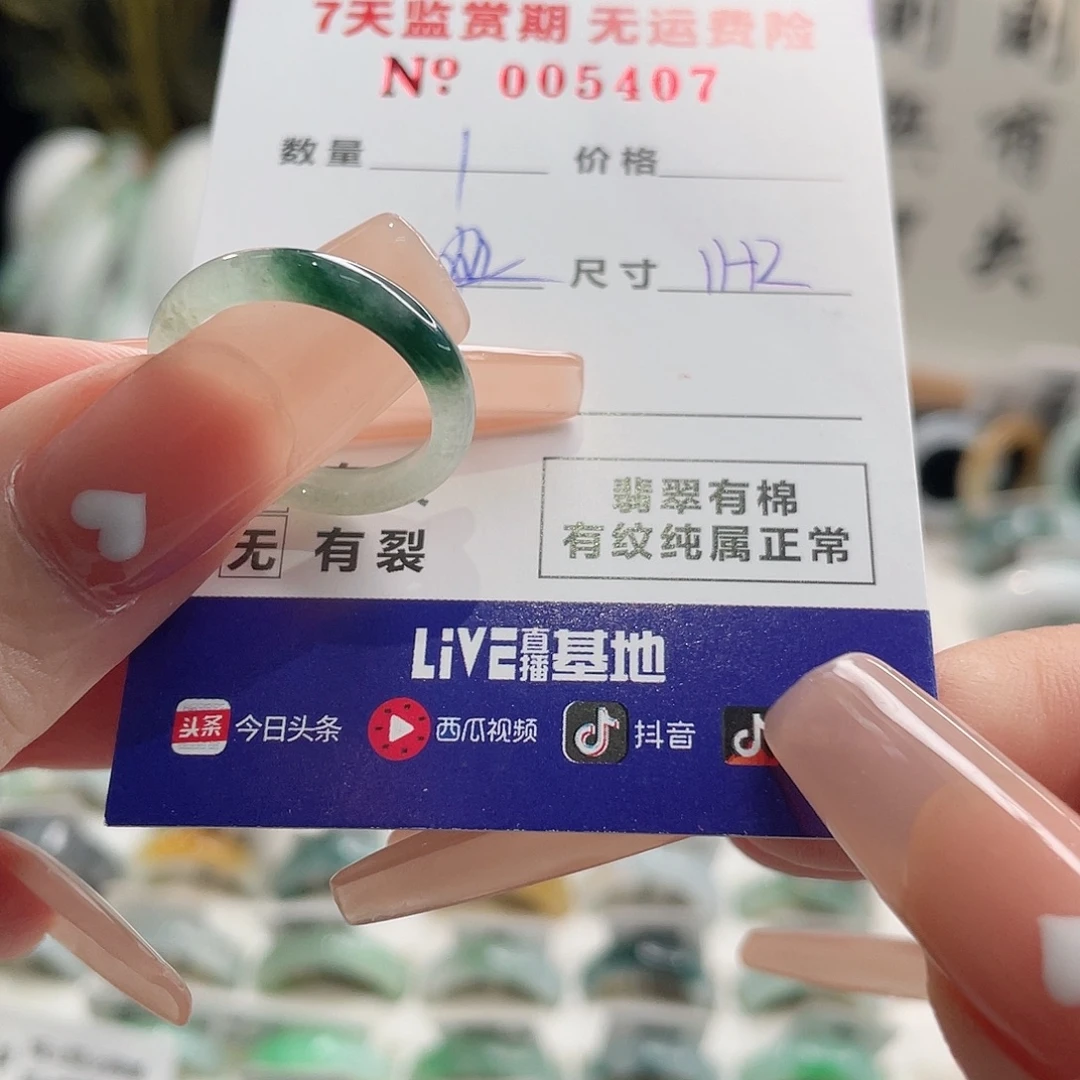 7天监赏期 无运费险
Nº 005407
数量 1 价格
尺寸 11H2
无 有裂
翡翠有棉
有纹纯属正常
LiVE直播基地
头条 今日头条 西瓜视频 抖音